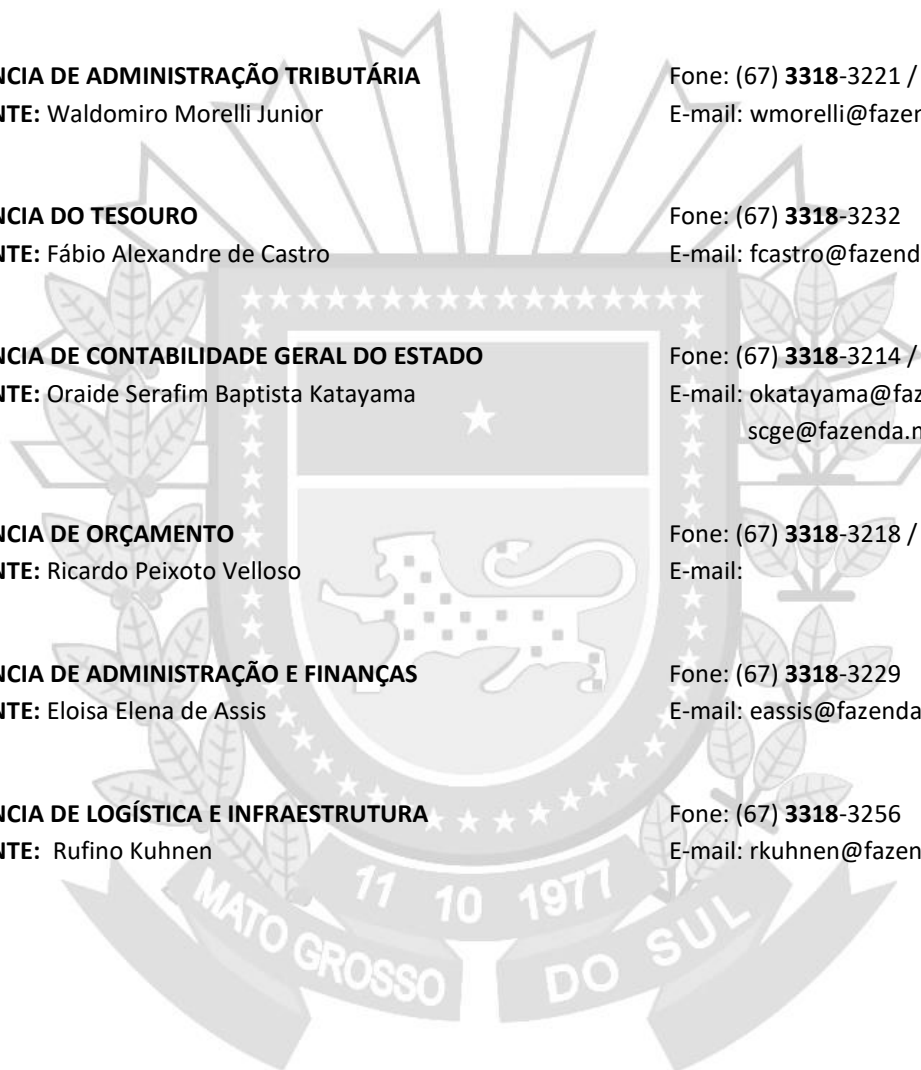 NCIA DE ADMINISTRAÇÃO TRIBUTÁRIA Fone: (67) 3318-3221 /
NTE: Waldomiro Morelli Junior E-mail: wmorelli@fazen
NCIA DO TESOURO Fone: (67) 3318-3232
NTE: Fábio Alexandre de Castro E-mail: fcastro@fazend
NCIA DE CONTABILIDADE GERAL DO ESTADO Fone: (67) 3318-3214 /
NTE: Oraide Serafim Baptista Katayama E-mail: okatayama@faz
scge@fazenda.n
NCIA DE ORÇAMENTO Fone: (67) 3318-3218 /
NTE: Ricardo Peixoto Velloso E-mail:
NCIA DE ADMINISTRAÇÃO E FINANÇAS Fone: (67) 3318-3229
NTE: Eloisa Elena de Assis E-mail: eassis@fazenda
NCIA DE LOGÍSTICA E INFRAESTRUTURA Fone: (67) 3318-3256
NTE: Rufino Kuhnen E-mail: rkuhnen@fazen
11 10 1977
MATO GROSSO DO SUL